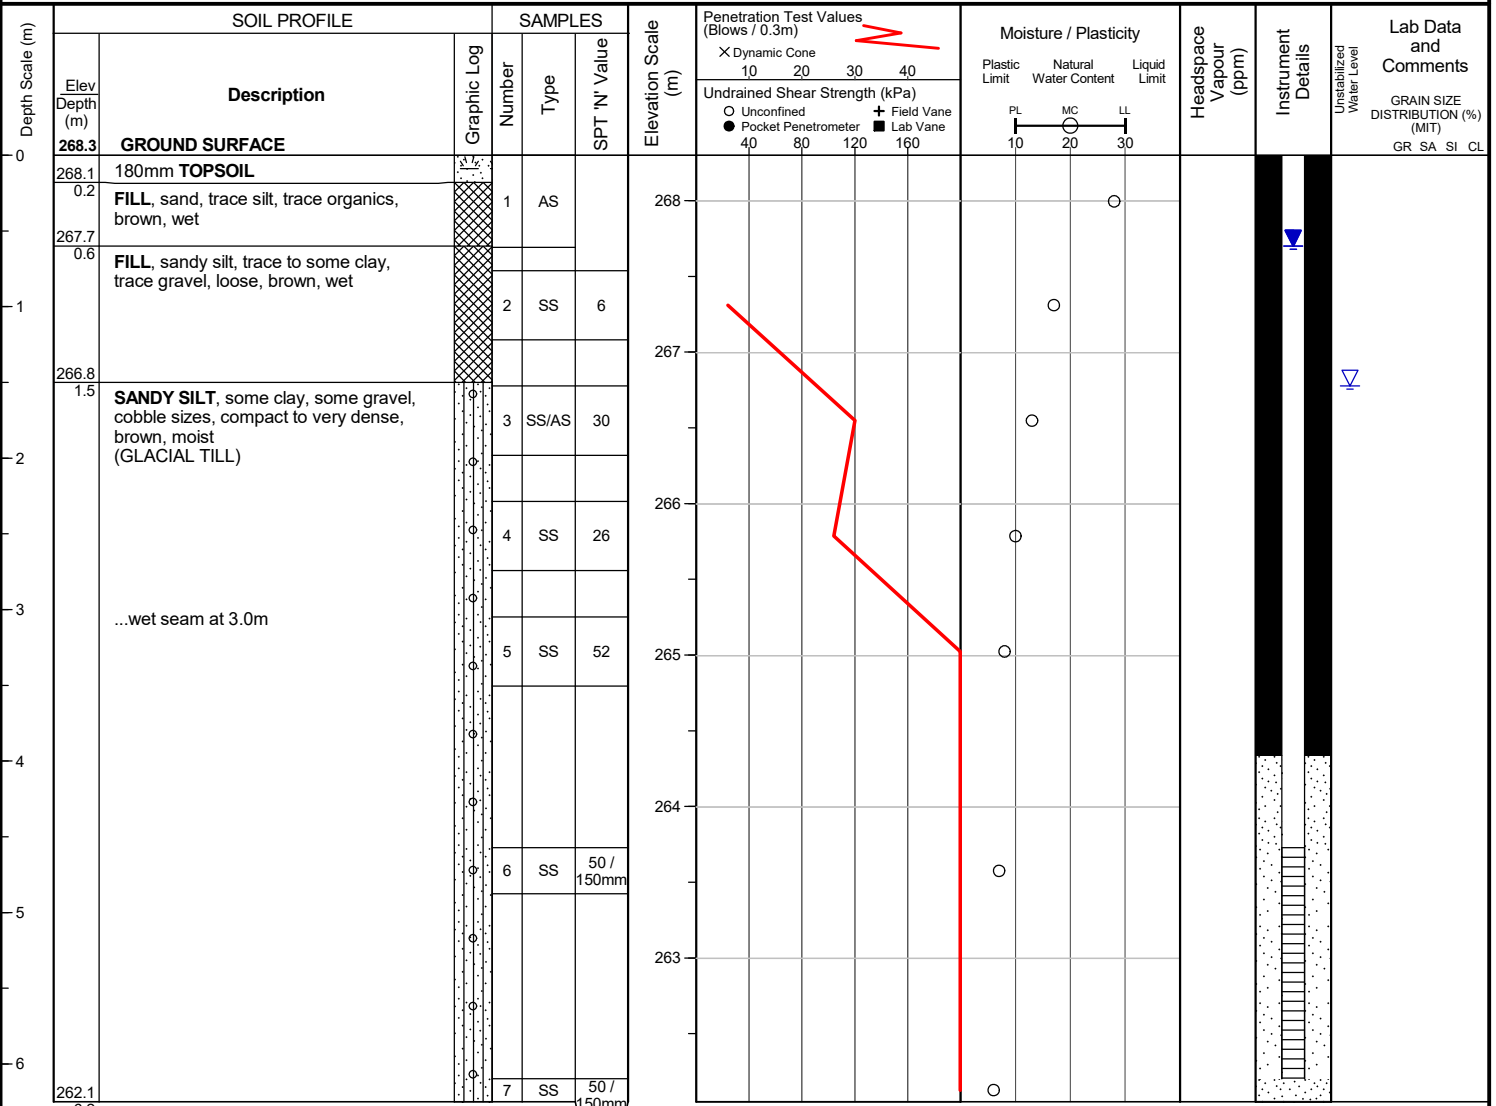 SOIL PROFILE
SAMPLES
Depth Scale (m)
Elev
Depth
(m)
Description
Graphic Log
Number
Type
SPT 'N' Value
Elevation Scale
(m)
Penetration Test Values
(Blows / 0.3m)
× Dynamic Cone
10 20 30 40
Undrained Shear Strength (kPa)
Unconfined
Field Vane
Pocket Penetrometer
Lab Vane
40 80 120 160
Moisture / Plasticity
Plastic
Limit
Natural
Water Content
Liquid
Limit
PL MC LL
10 20 30
Headspace
Vapour
(ppm)
Instrument
Details
Unstabilized
Water Level
Lab Data
and
Comments
GRAIN SIZE
DISTRIBUTION (%)
(MIT)
GR SA SI CL
268.3 GROUND SURFACE
0
268.1 180mm TOPSOIL
0.2 FILL, sand, trace silt, trace organics,
brown, wet
1 AS
268
267.7
0.6 FILL, sandy silt, trace to some clay,
trace gravel, loose, brown, wet
1
2 SS 6
267
266.8
1.5 SANDY SILT, some clay, some gravel,
cobble sizes, compact to very dense,
brown, moist
(GLACIAL TILL)
3 SS/AS 30
2
266
4 SS 26
3
...wet seam at 3.0m
5 SS 52
265
4
264
6 SS 50 /
150mm
5
263
6
262.1
7 SS 50 /
150mm